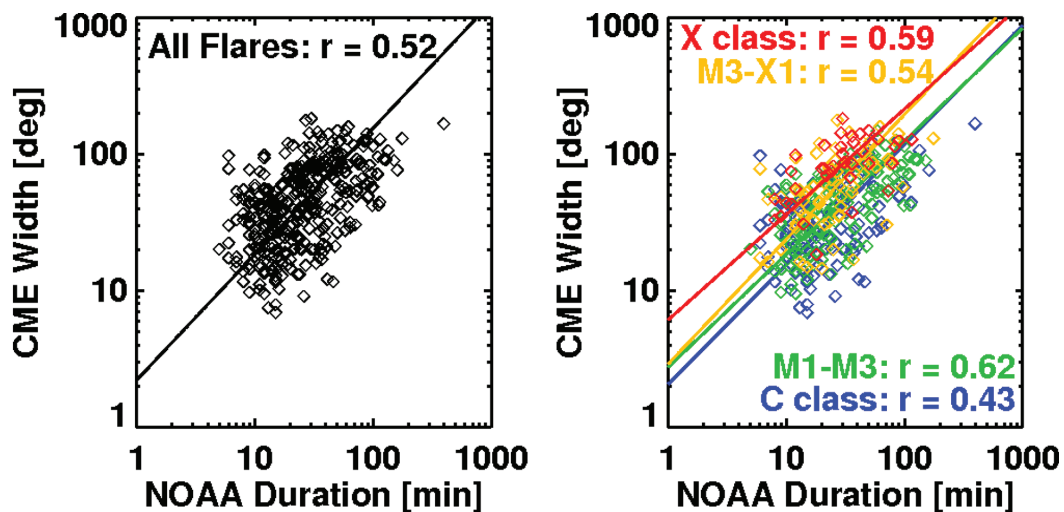 All Flares: r = 0.52
1000
100
10
1
CME Width [deg]
1 10 100 1000
NOAA Duration [min]
X class: r = 0.59
M3-X1: r = 0.54
M1-M3: r = 0.62
C class: r = 0.43
1000
100
10
1
CME Width [deg]
1 10 100 1000
NOAA Duration [min]